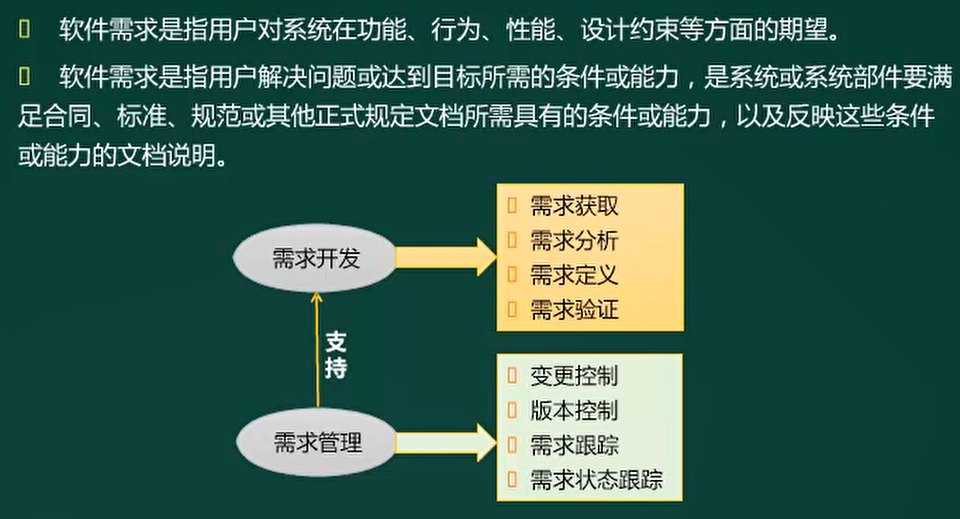 软件需求是指用户对系统在功能、行为、性能、设计约束等方面的期望。
软件需求是指用户解决问题或达到目标所需的条件或能力，是系统或系统部件要满
足合同、标准、规范或其他正式规定文档所需具有的条件或能力，以及反映这些条件
或能力的文档说明。
需求获取
需求分析
需求定义
需求验证
需求开发
支
持
变更控制
版本控制
需求跟踪
需求状态跟踪
需求管理